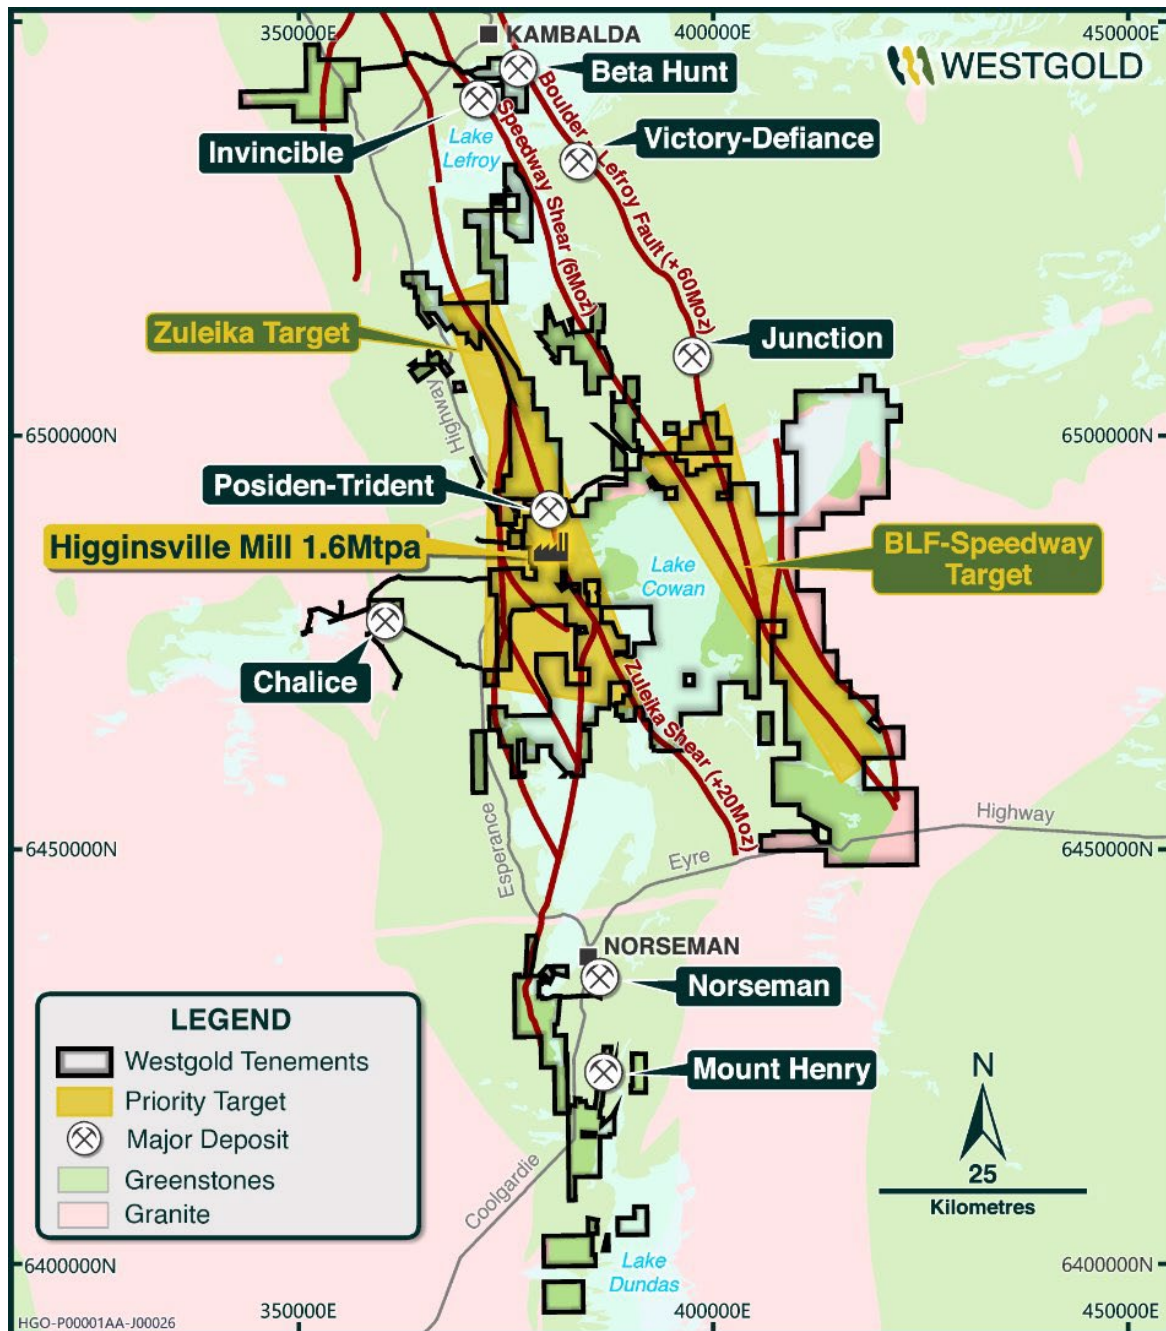 350000E
400000E
450000E
KAMBALDA
WESTGOLD
Beta Hunt
Invincible
Lake
Lefroy
Victory-Defiance
Speedway Shear (6Moz)
Boulder - Lefroy Fault (+60Moz)
Zuleika Target
Junction
Highway
6500000N
6500000N
Posiden-Trident
Higginsville Mill 1.6Mtpa
BLF-Speedway
Target
Lake
Cowan
Chalice
Zuleika Shear (+20Moz)
Esperance
Eyre
Highway
6450000N
6450000N
NORSEMAN
Norseman
Mount Henry
LEGEND
Westgold Tenements
Priority Target
Major Deposit
Greenstones
Granite
N
25
Kilometres
Coolgardie
Lake
Dundas
6400000N
6400000N
350000E
400000E
450000E
HGO-P00001AA-J00026